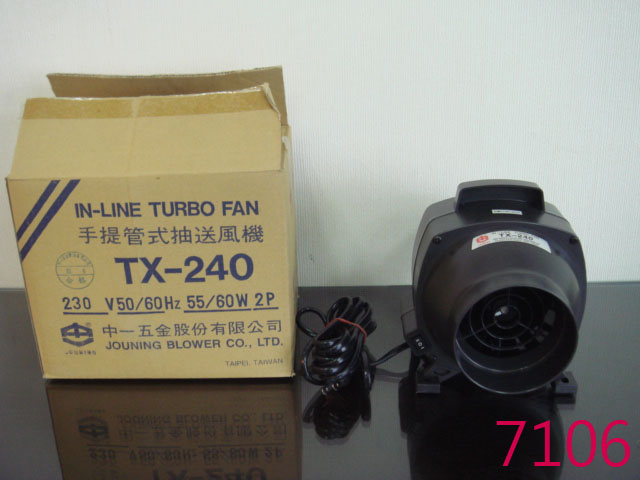 IN-LINE TURBO FAN
手提管式抽送風機
TX-240
230 V 50/60Hz 55/60W 2P
中一五金股份有限公司
JOUNING BLOWER CO., LTD.
JOUNING
TAIPEI, TAIWAN
TX-240
7106